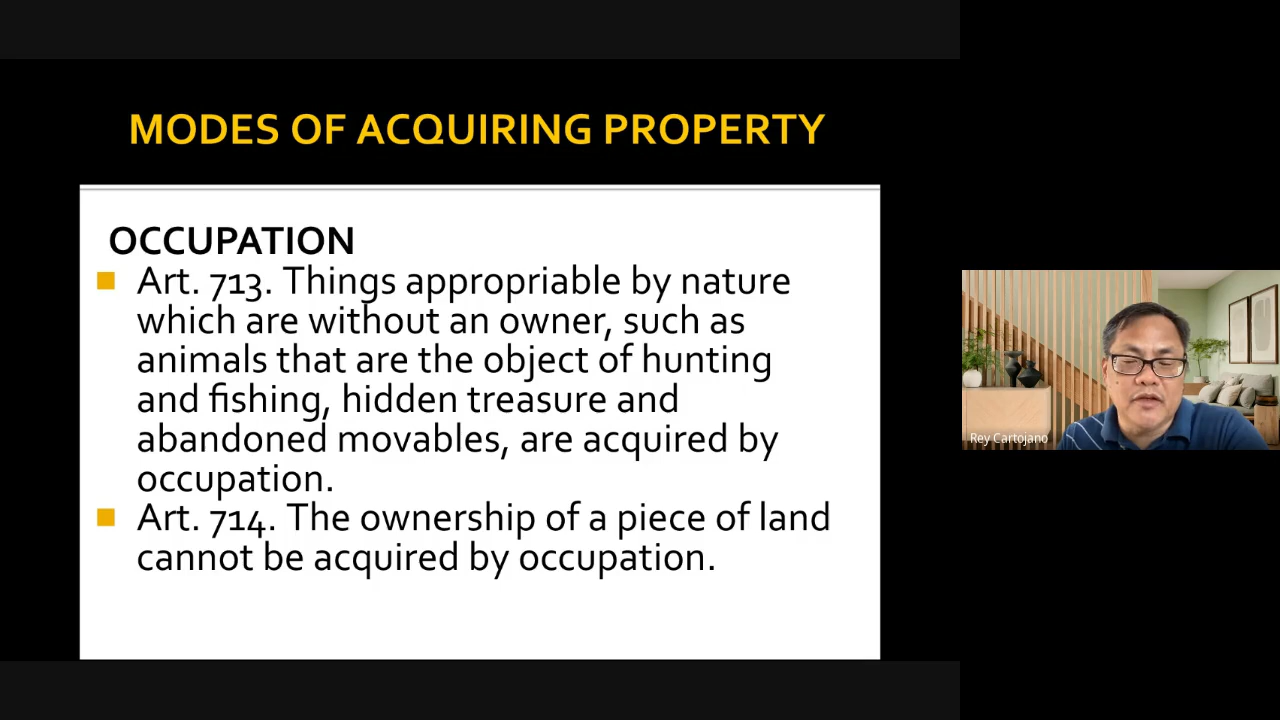 MODES OF ACQUIRING PROPERTY
OCCUPATION
Art. 713. Things appropriable by nature
which are without an owner, such as
animals that are the object of hunting
and fishing, hidden treasure and
abandoned movables, are acquired by
occupation.
Art. 714. The ownership of a piece of land
cannot be acquired by occupation.
Rey Cartojano